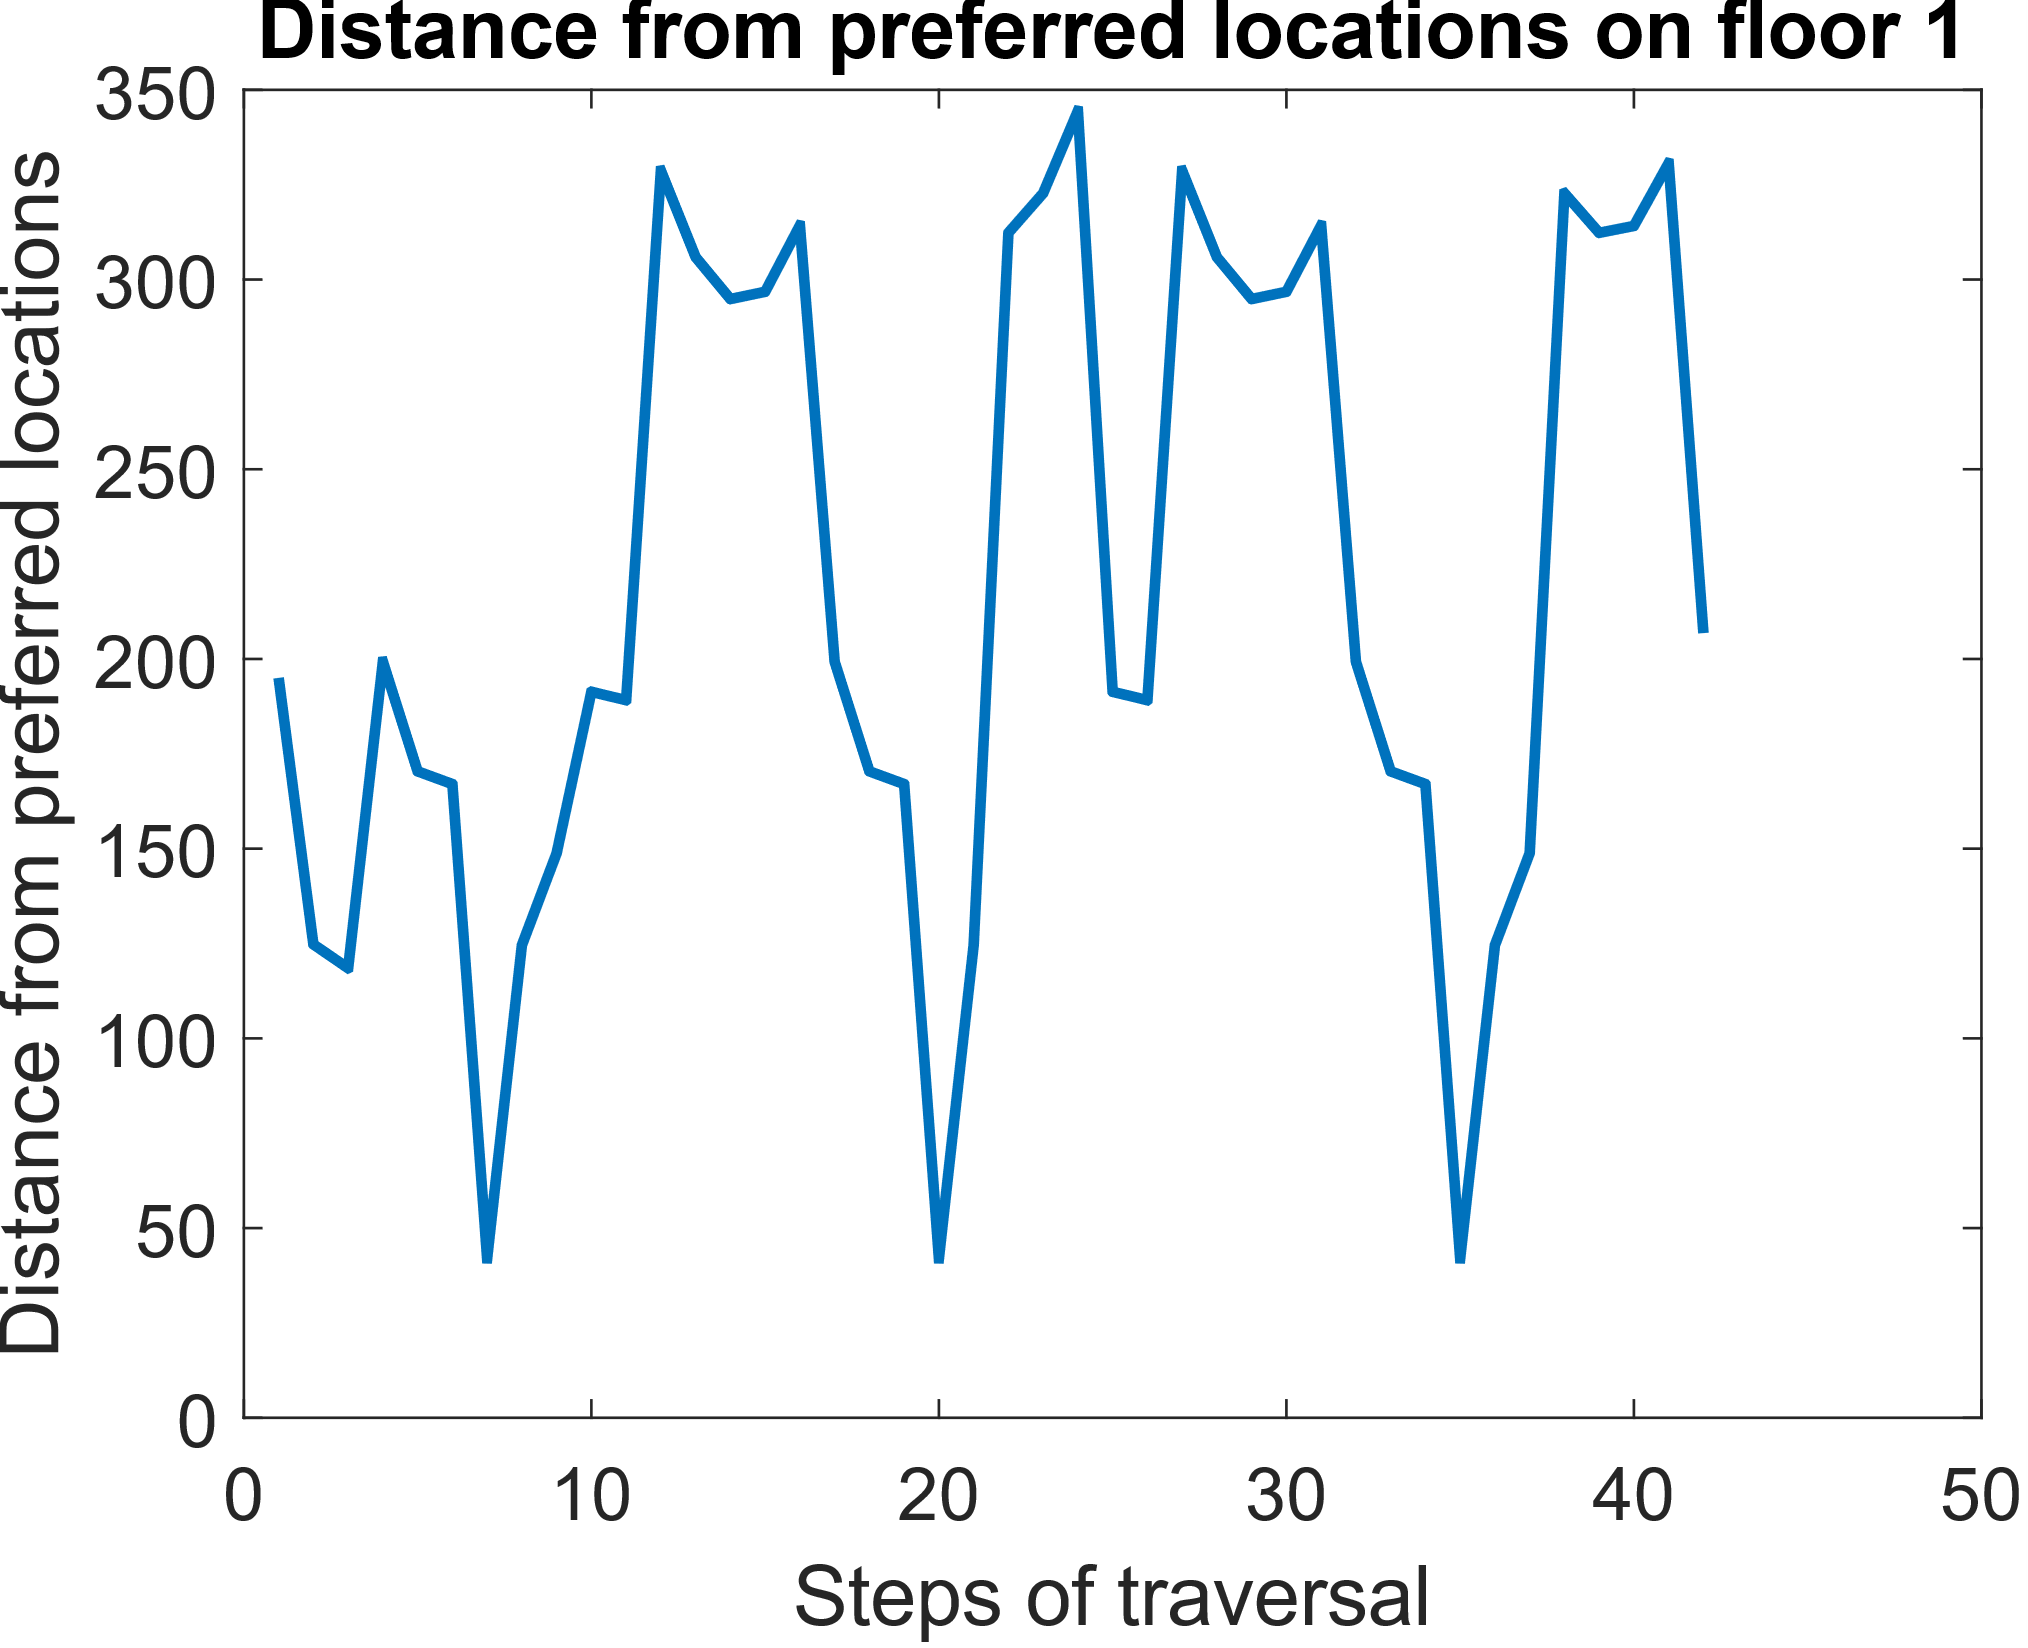 Distance from preferred locations on floor 1
Distance from preferred locations
350
300
250
200
150
100
50
0
0 10 20 30 40 50
Steps of traversal